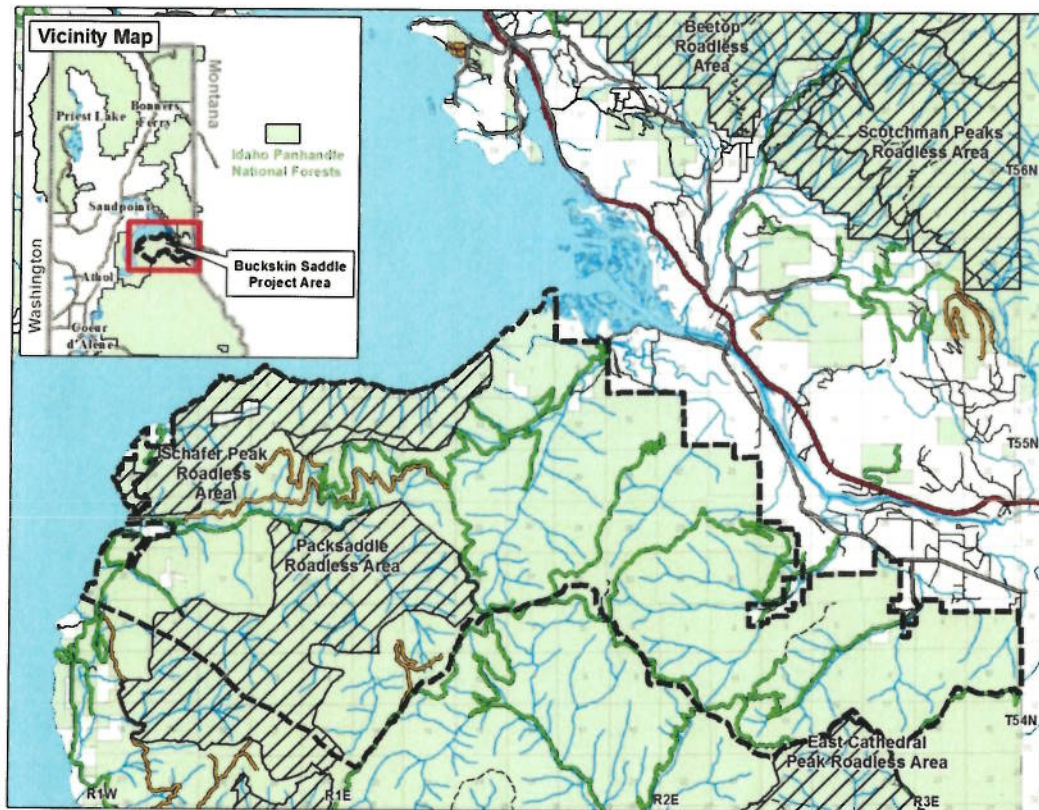 Vicinity Map
Montana
Bonners
Ferry
Priest Lake
Idaho Panhandle
National Forests
Sandpoint
Buckskin Saddle
Project Area
Athol
Washington
Coeur
d'Alene
Beetop
Roadless
Area
Scotchman Peaks
Roadless Area
T56N
T55N
Schafer Peak
Roadless
Area
Packsaddle
Roadless Area
T54N
East Cathedral
Peak Roadless Area
R1W
R1E
R2E
R3E